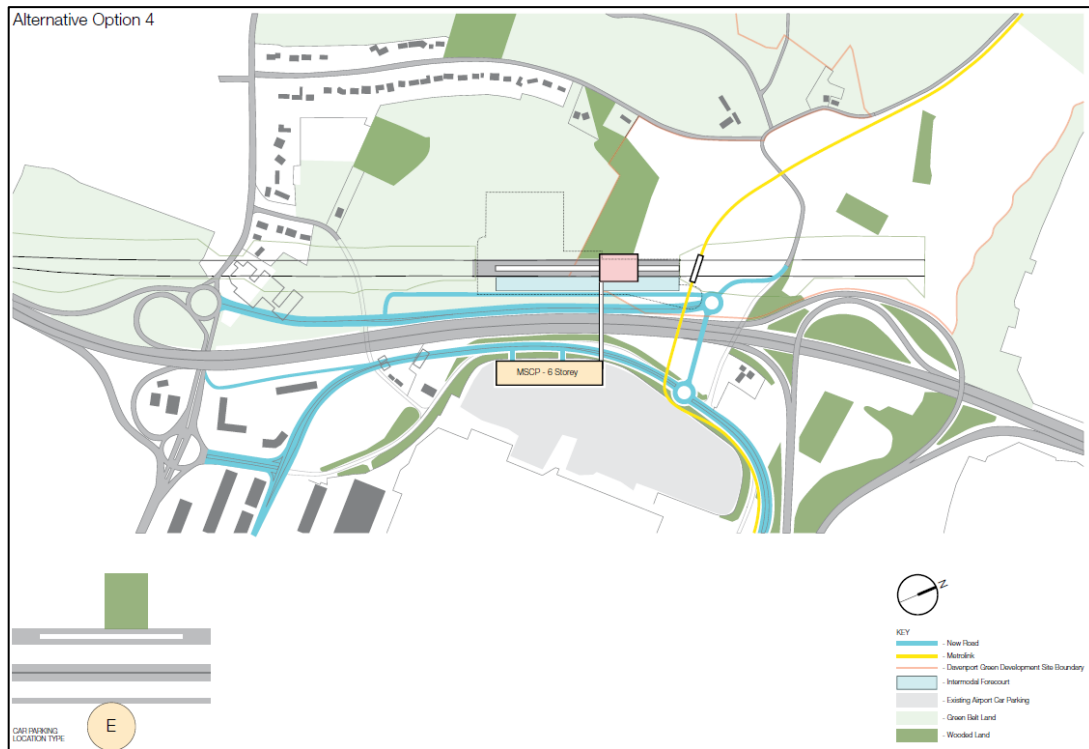 Alternative Option 4
MSCP - 6 Storey
N
KEY
- New Road
- Metrolink
- Davenport Green Development Site Boundary
- Intermodal Forecourt
- Existing Airport Car Parking
- Green Belt Land
- Wooded Land
E
CAR PARKING
LOCATION TYPE